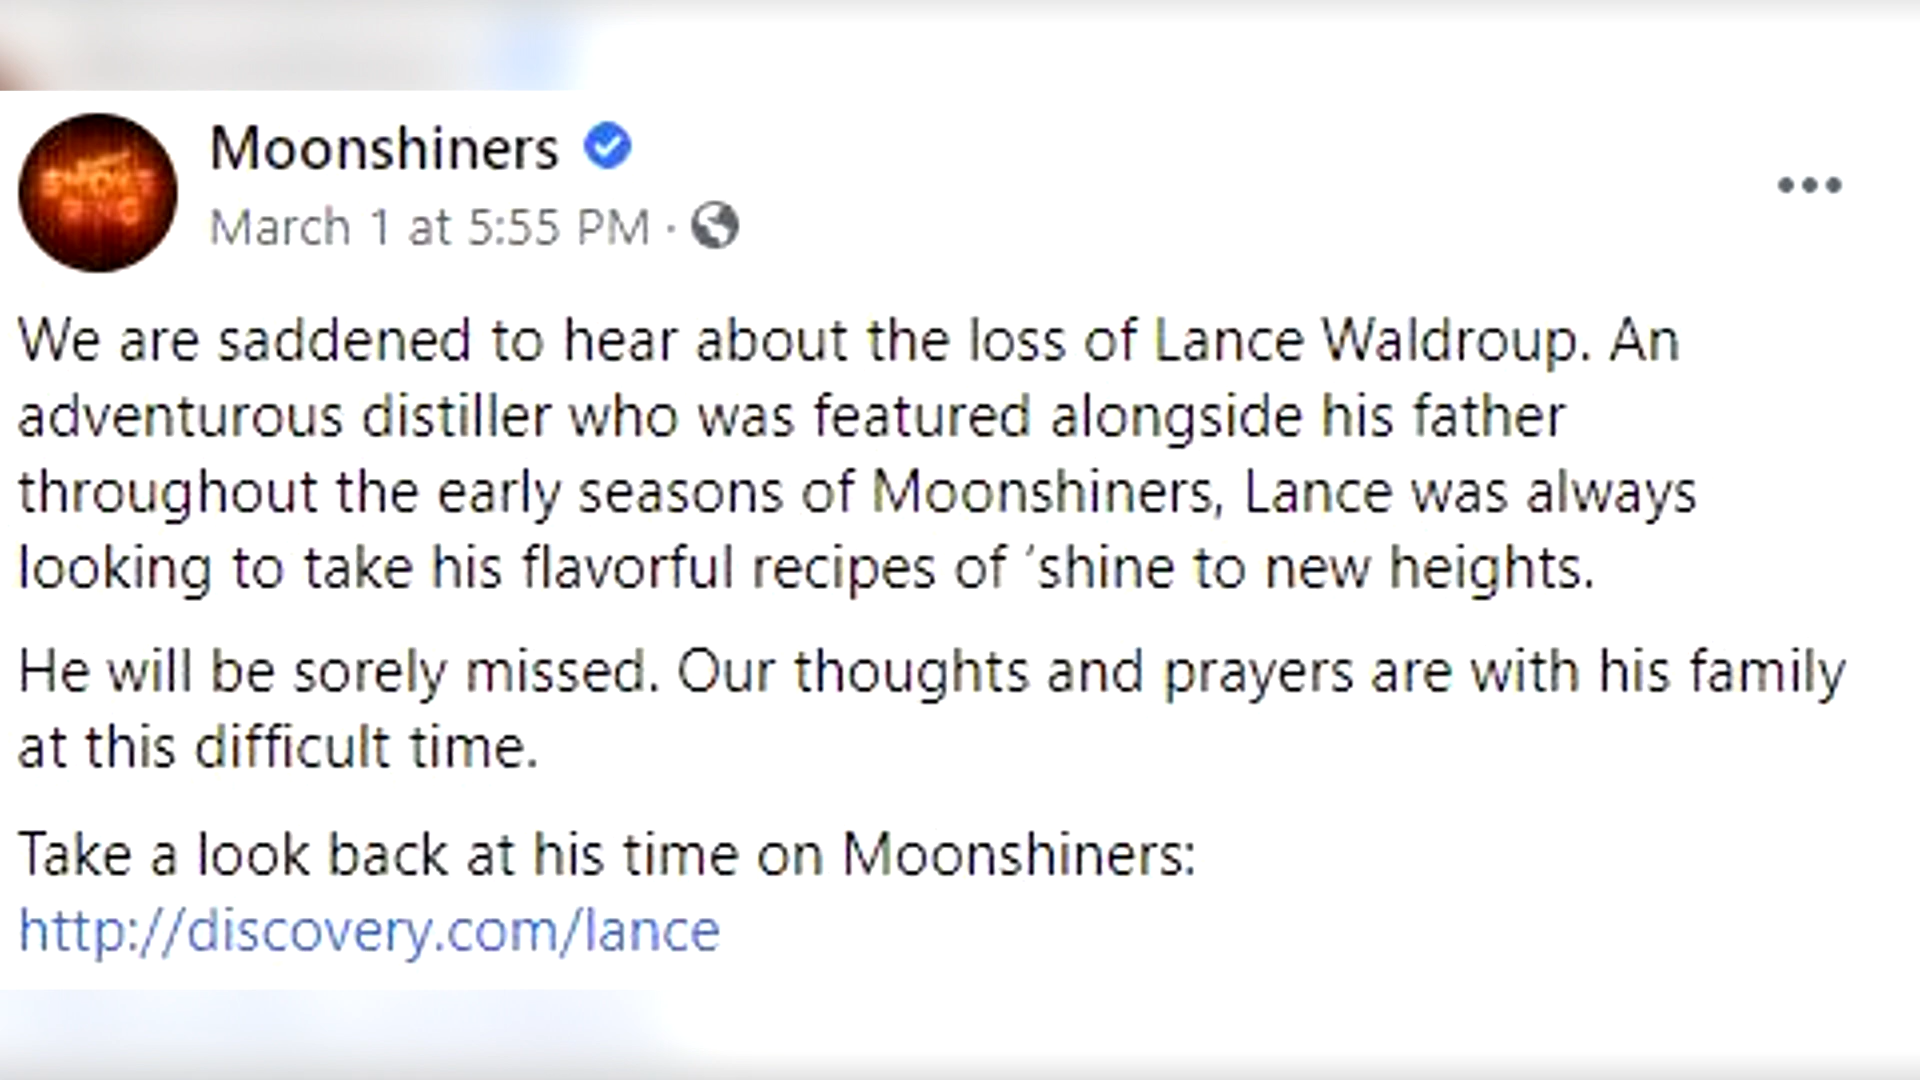 Moonshiners
March 1 at 5:55 PM ·
We are saddened to hear about the loss of Lance Waldroup. An
adventurous distiller who was featured alongside his father
throughout the early seasons of Moonshiners, Lance was always
looking to take his flavorful recipes of ‘shine to new heights.
He will be sorely missed. Our thoughts and prayers are with his family
at this difficult time.
Take a look back at his time on Moonshiners:
http://discovery.com/lance